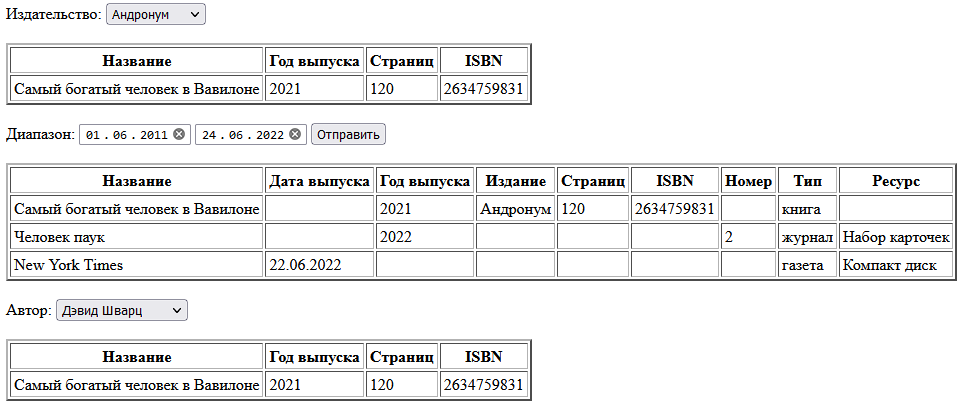 Издательство: Андронум
Название Год выпуска Страниц ISBN
Самый богатый человек в Вавилоне 2021 120 2634759831
Диапазон: 01.06.2011 24.06.2022 Отправить
Название Дата выпуска Год выпуска Издание Страниц ISBN Номер Тип Ресурс
Самый богатый человек в Вавилоне 2021 Андронум 120 2634759831 книга
Человек паук 2022 2 журнал Набор карточек
New York Times 22.06.2022 газета Компакт диск
Автор: Дэвид Шварц
Название Год выпуска Страниц ISBN
Самый богатый человек в Вавилоне 2021 120 2634759831